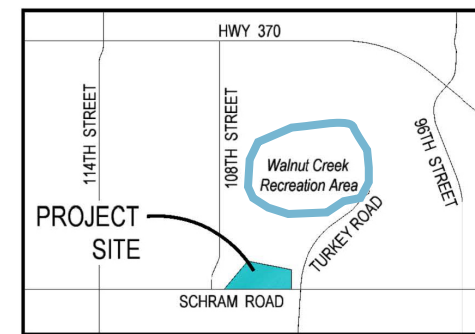 HWY 370
114TH STREET
108TH STREET
96TH STREET
Walnut Creek
Recreation Area
TURKEY ROAD
PROJECT
SITE
SCHRAM ROAD